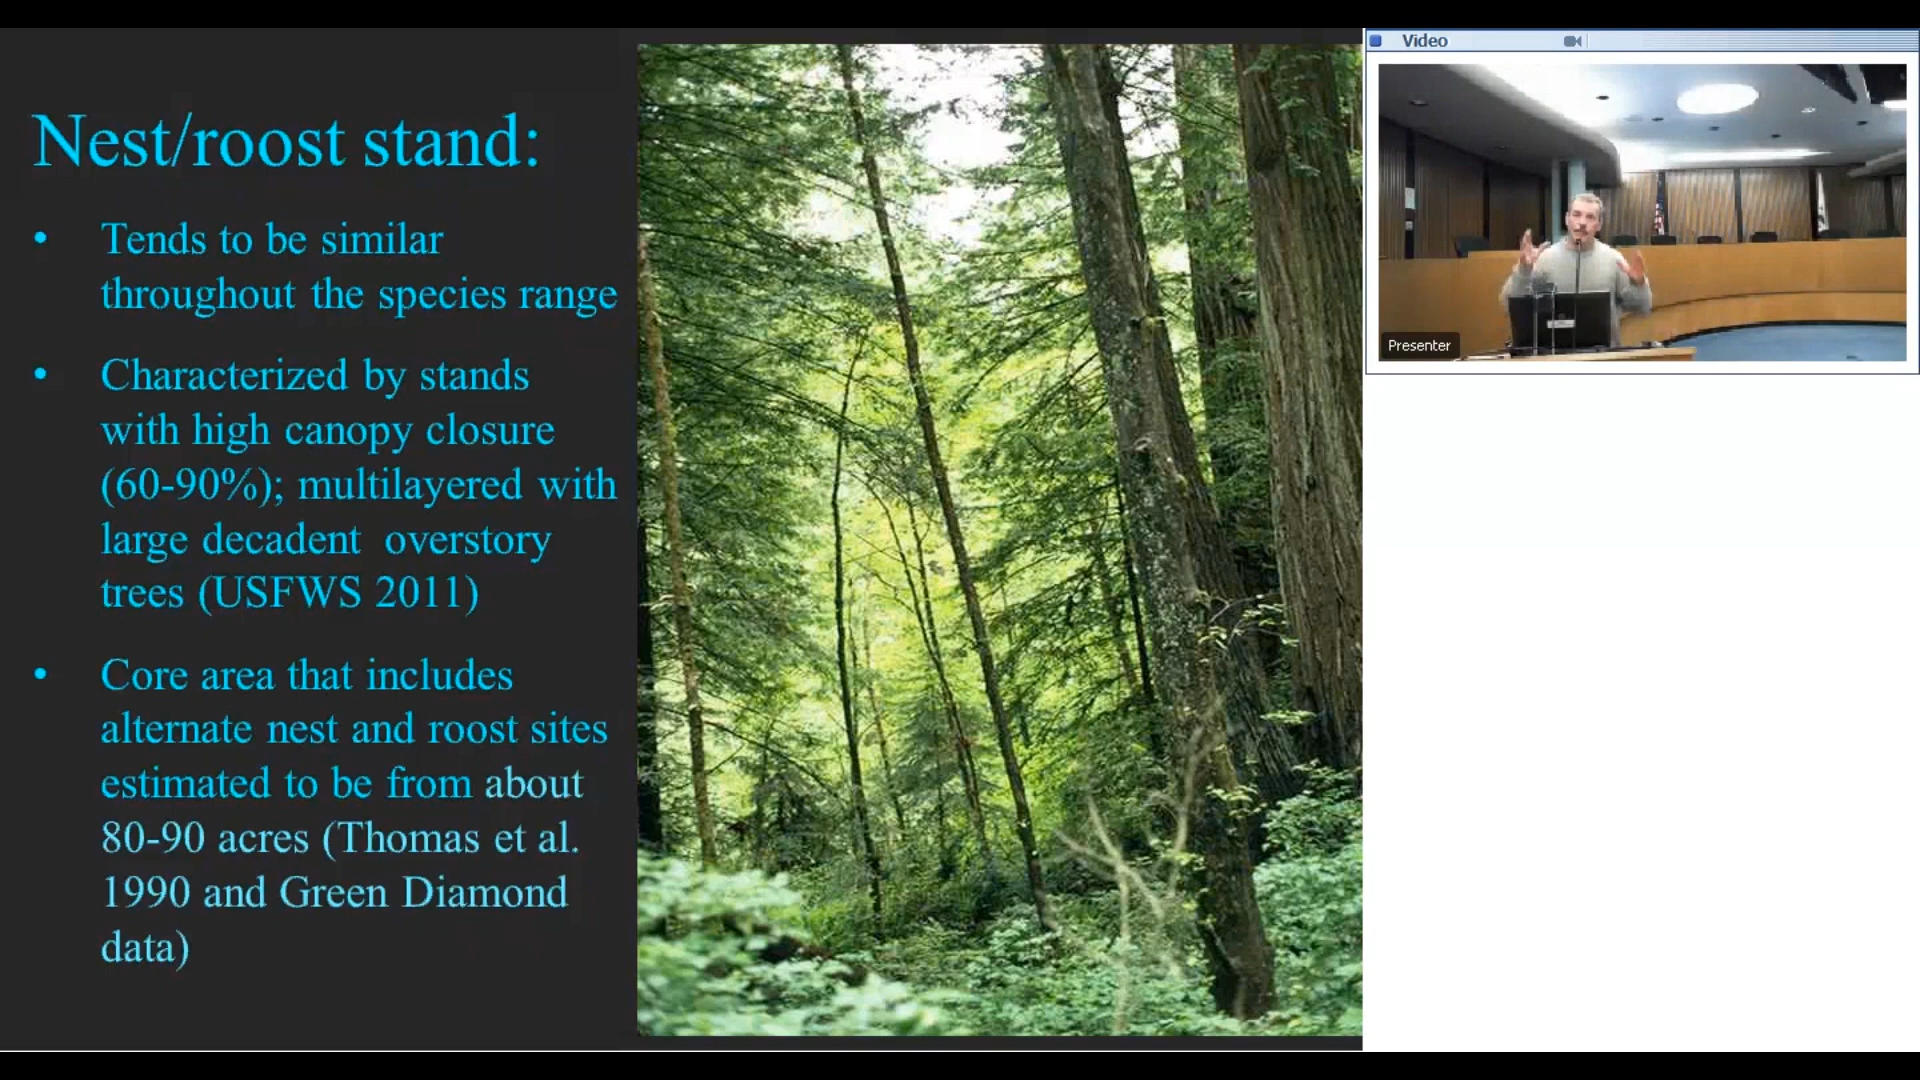 Nest/roost stand:
• Tends to be similar
throughout the species range
• Characterized by stands
with high canopy closure
(60-90%); multilayered with
large decadent overstory
trees (USFWS 2011)
• Core area that includes
alternate nest and roost sites
estimated to be from about
80-90 acres (Thomas et al.
1990 and Green Diamond
data)
Video
Presenter